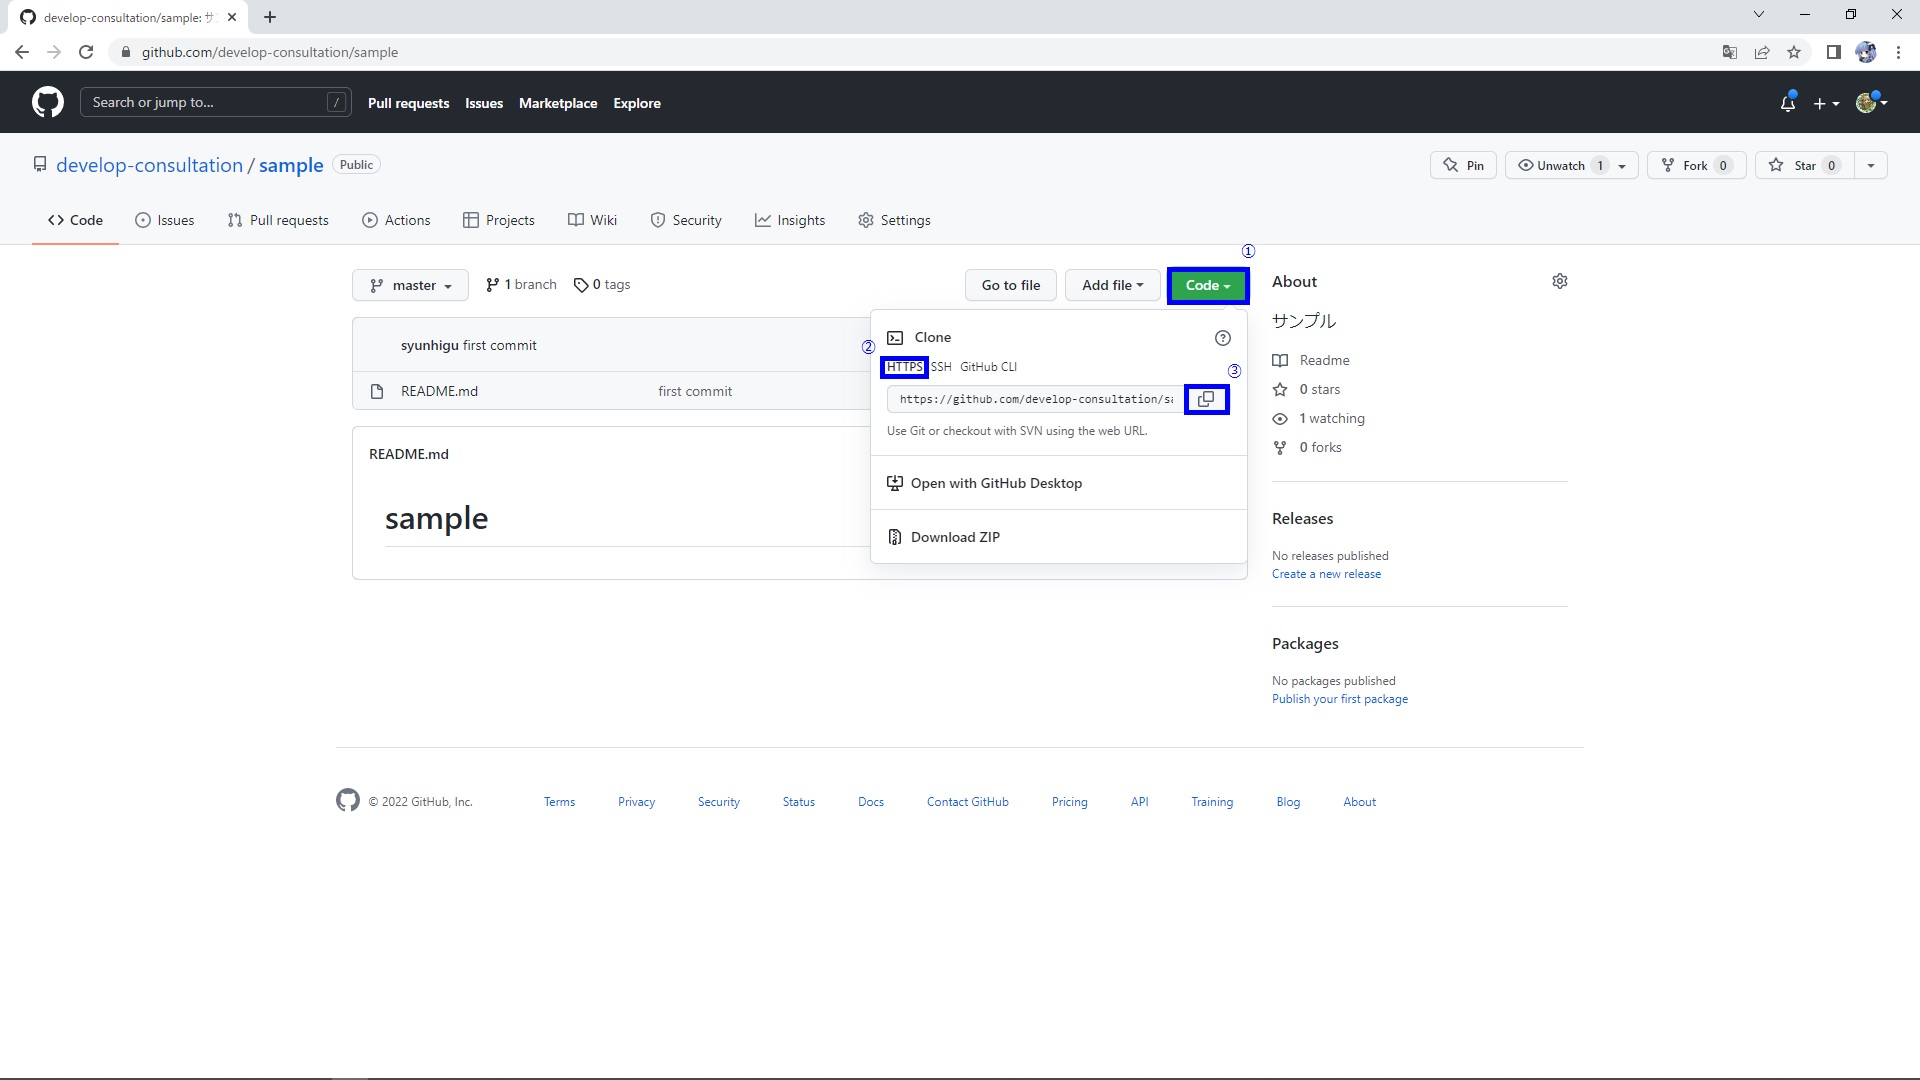 develop-consultation/sample: サ
github.com/develop-consultation/sample
Search or jump to... /
Pull requests Issues Marketplace Explore
develop-consultation / sample Public
Pin Unwatch 1 Fork 0 Star 0
Code Issues Pull requests Actions Projects Wiki Security Insights Settings
①
master 1 branch 0 tags Go to file Add file Code
About
サンプル
Readme
0 stars
1 watching
0 forks
syunhigu first commit
README.md first commit
Clone
②
HTTPS SSH GitHub CLI
③
https://github.com/develop-consultation/sa
Use Git or checkout with SVN using the web URL.
Open with GitHub Desktop
Download ZIP
README.md
sample
Releases
No releases published
Create a new release
Packages
No packages published
Publish your first package
© 2022 GitHub, Inc. Terms Privacy Security Status Docs Contact GitHub Pricing API Training Blog About